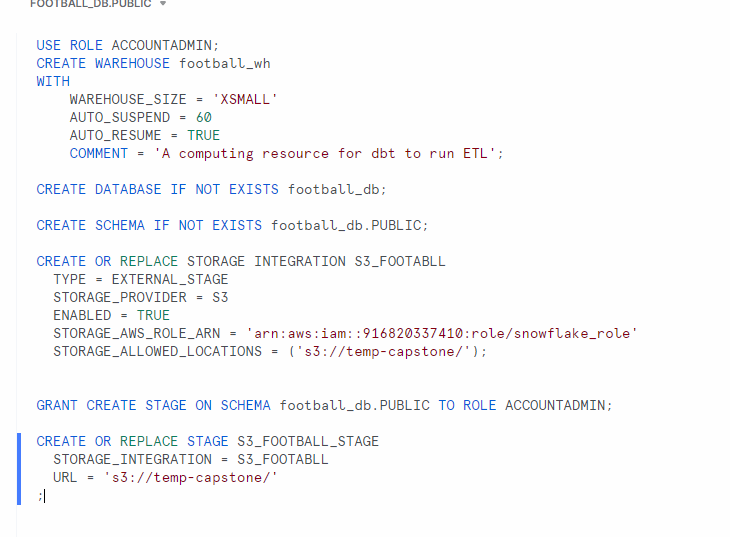 FOOTBALL_DB.PUBLIC
USE ROLE ACCOUNTADMIN;
CREATE WAREHOUSE football_wh
WITH
    WAREHOUSE_SIZE = 'XSMALL'
    AUTO_SUSPEND = 60
    AUTO_RESUME = TRUE
    COMMENT = 'A computing resource for dbt to run ETL';
CREATE DATABASE IF NOT EXISTS football_db;
CREATE SCHEMA IF NOT EXISTS football_db.PUBLIC;
CREATE OR REPLACE STORAGE INTEGRATION S3_FOOTABLL
  TYPE = EXTERNAL_STAGE
  STORAGE_PROVIDER = S3
  ENABLED = TRUE
  STORAGE_AWS_ROLE_ARN = 'arn:aws:iam::916820337410:role/snowflake_role'
  STORAGE_ALLOWED_LOCATIONS = ('s3://temp-capstone/');
GRANT CREATE STAGE ON SCHEMA football_db.PUBLIC TO ROLE ACCOUNTADMIN;
CREATE OR REPLACE STAGE S3_FOOTBALL_STAGE
  STORAGE_INTEGRATION = S3_FOOTABLL
  URL = 's3://temp-capstone/'
;